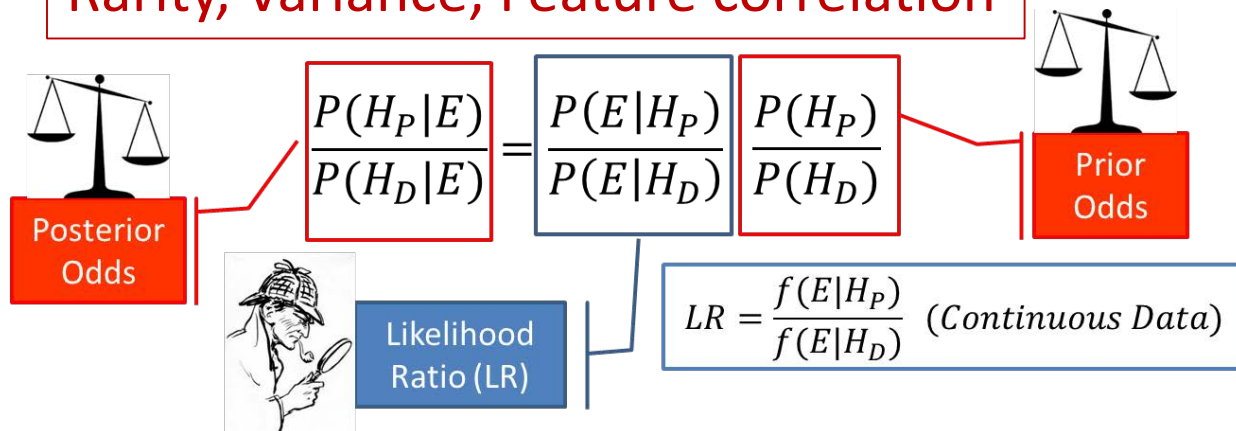 Rarity, Variance, Feature correlation
P(H_P|E) / P(H_D|E) = P(E|H_P) / P(E|H_D) P(H_P) / P(H_D)
Prior
Odds
Posterior
Odds
Likelihood
Ratio (LR)
LR = f(E|H_P) / f(E|H_D) (Continuous Data)